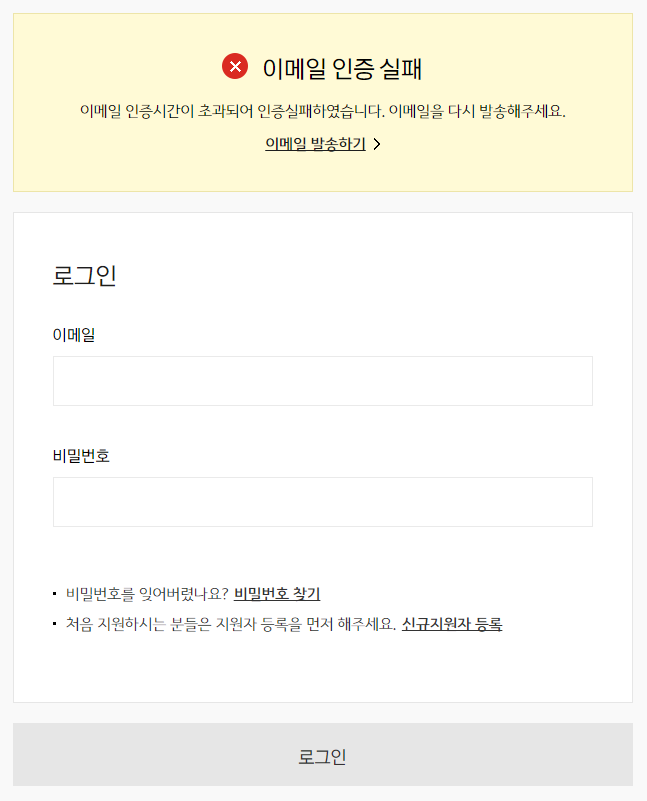 이메일 인증 실패
이메일 인증시간이 초과되어 인증실패하였습니다. 이메일을 다시 발송해주세요.
이메일 발송하기
로그인
이메일
비밀번호
비밀번호를 잊어버렸나요? 비밀번호 찾기
처음 지원하시는 분들은 지원자 등록을 먼저 해주세요. 신규지원자 등록
로그인